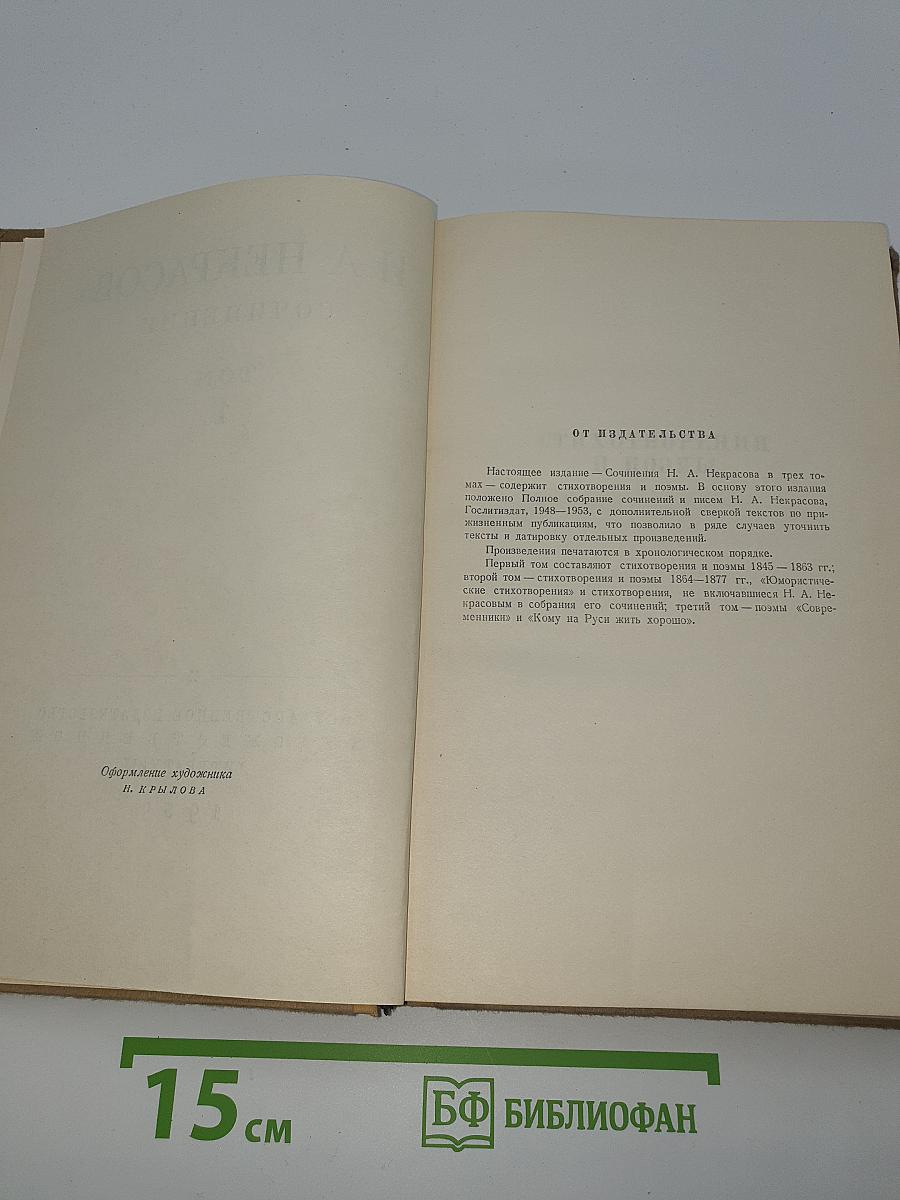 Оформление художника
Н. КРЫЛОВА
ОТ ИЗДАТЕЛЬСТВА
Настоящее издание — Сочинения Н. А. Некрасова в трех то-
мах — содержит стихотворения и поэмы. В основу этого издания
положено Полное собрание сочинений и писем Н. А. Некрасова,
Гослитиздат, 1948—1953, с дополнительной сверкой текстов по при-
жизненным публикациям, что позволило в ряде случаев уточнить
тексты и датировку отдельных произведений.
Произведения печатаются в хронологическом порядке.
Первый том составляют стихотворения и поэмы 1845—1863 гг.;
второй том — стихотворения и поэмы 1864—1877 гг., «Юмористиче-
ские стихотворения» и стихотворения, не включавшиеся Н. А. Не-
красовым в собрания его сочинений; третий том — поэмы «Совре-
менники» и «Кому на Руси жить хорошо».
15 см
БФ БИБЛИОФАН